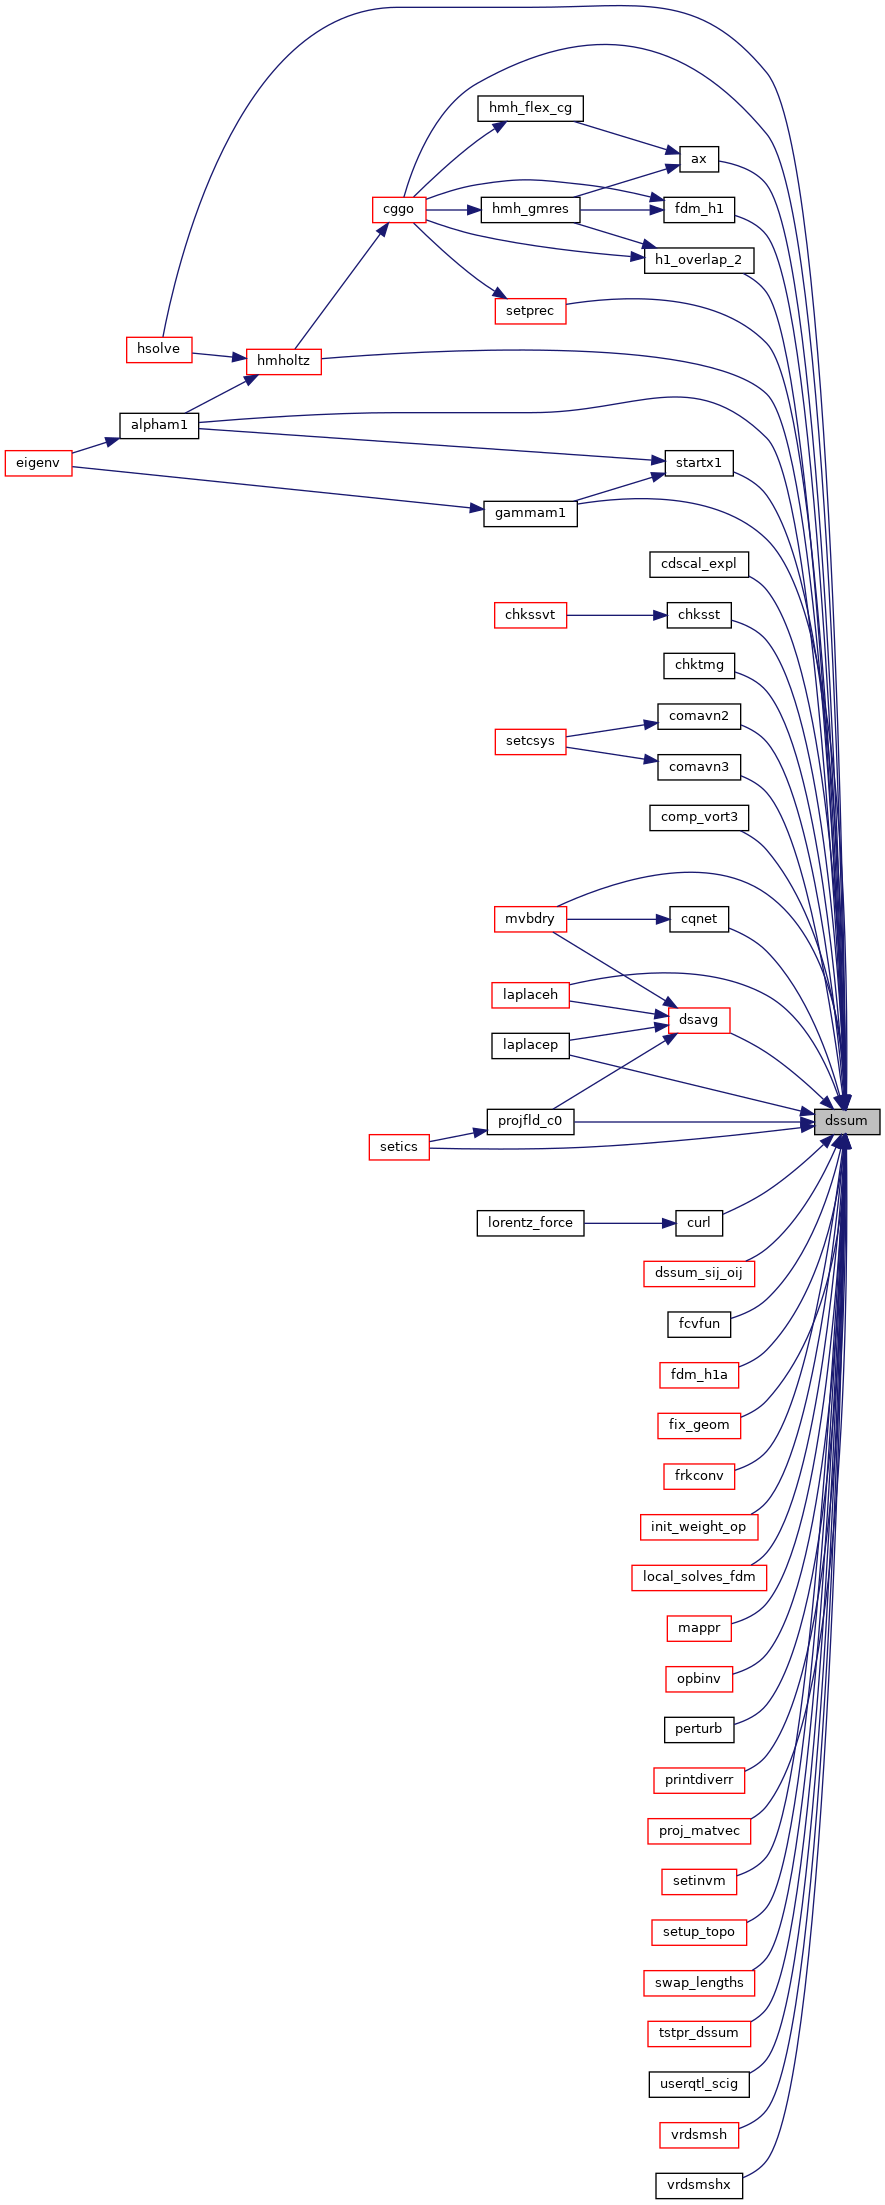 hmh_flex_cg
ax
cggo
hmh_gmres
fdm_h1
h1_overlap_2
setprec
hsolve
hmholtz
alpham1
eigenv
startx1
gammam1
cdscal_expl
chkssvt
chksst
chktmg
comavn2
setcsys
comavn3
comp_vort3
mvbdry
cqnet
laplaceh
dsavg
laplacep
projfld_c0
dssum
setics
lorentz_force
curl
dssum_sij_oij
fcvfun
fdm_h1a
fix_geom
frkconv
init_weight_op
local_solves_fdm
mappr
opbinv
perturb
printdiverr
proj_matvec
setinvm
setup_topo
swap_lengths
tstpr_dssum
userqtl_scig
vrdsmsh
vrdsmshx